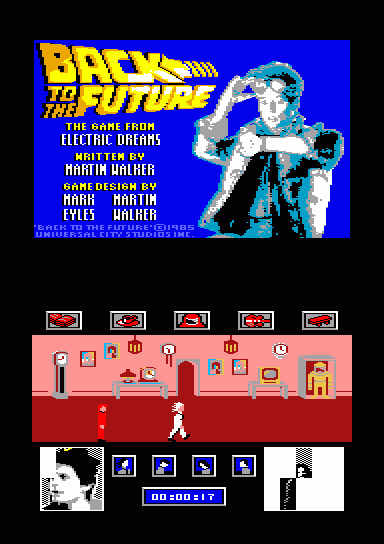 BACK
TO
THE FUTURE
THE GAME FROM
ELECTRIC DREAMS
WRITTEN BY
MARTIN WALKER
GAME DESIGN BY
MARK MARTIN
EYLES WALKER
"BACK TO THE FUTURE" ©1985
UNIVERSAL CITY STUDIOS INC.
00:00:17